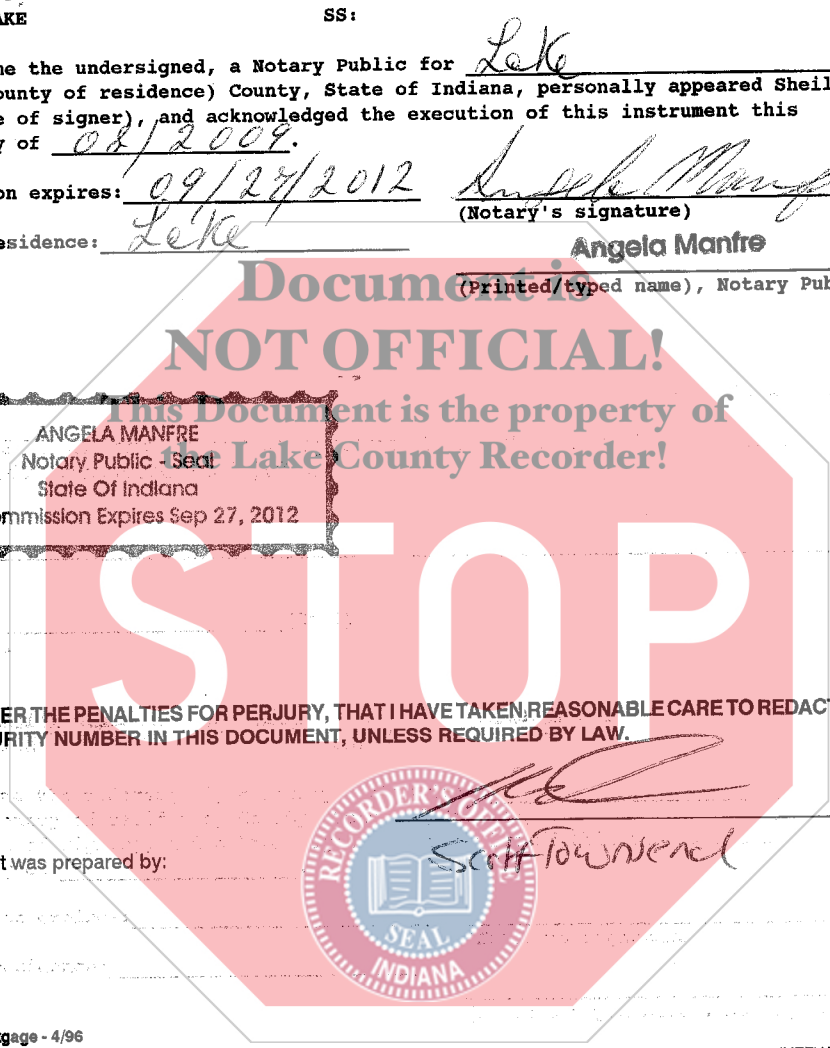 AKE SS:
me the undersigned, a Notary Public for Lake
ounty of residence) County, State of Indiana, personally appeared Sheil
e of signer), and acknowledged the execution of this instrument this
y of 08/2009.
on expires: 09/27/2012
(Notary's signature)
esidence: Lake
Angela Manfre
(Printed/typed name), Notary Pub
Document is
NOT OFFICIAL!
This Document is the property of
the Lake County Recorder!
ANGELA MANFRE
Notary Public - Seal
State Of Indiana
mmission Expires Sep 27, 2012
STOP
ER THE PENALTIES FOR PERJURY, THAT I HAVE TAKEN REASONABLE CARE TO REDACT
RITY NUMBER IN THIS DOCUMENT, UNLESS REQUIRED BY LAW.
RECORDER'S OFFICE
t was prepared by: Scott Townsend
SEAL
INDIANA
tgage - 4/96